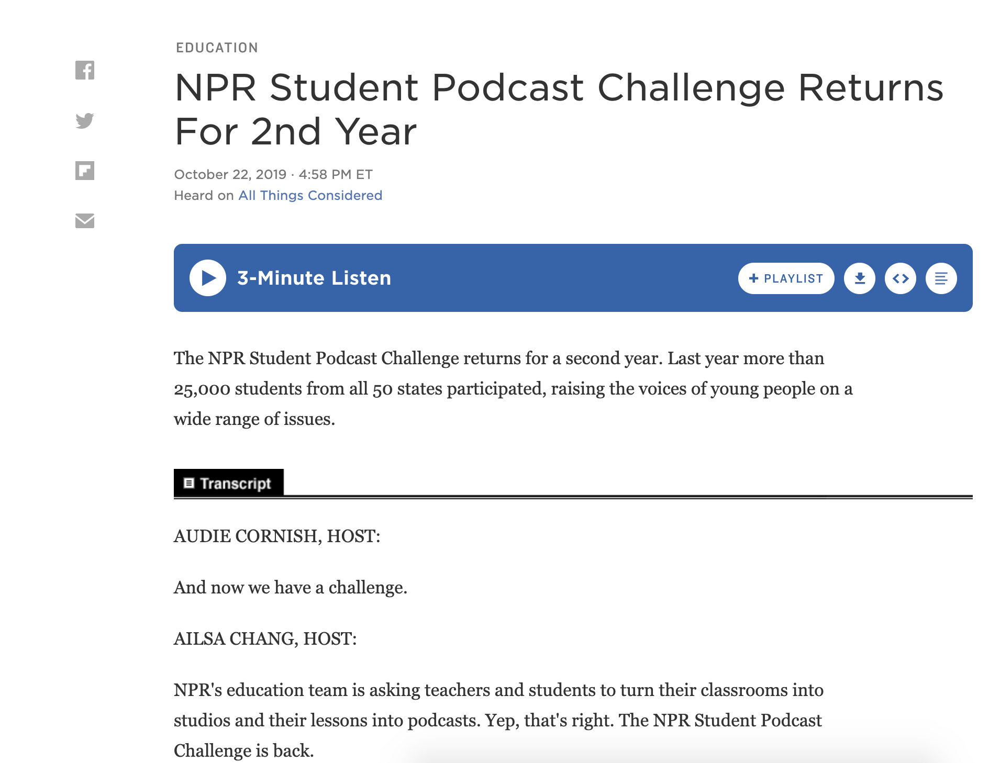 EDUCATION
NPR Student Podcast Challenge Returns
For 2nd Year
October 22, 2019 · 4:58 PM ET
Heard on All Things Considered
3-Minute Listen
+ PLAYLIST
The NPR Student Podcast Challenge returns for a second year. Last year more than
25,000 students from all 50 states participated, raising the voices of young people on a
wide range of issues.
Transcript
AUDIE CORNISH, HOST:
And now we have a challenge.
AILSA CHANG, HOST:
NPR's education team is asking teachers and students to turn their classrooms into
studios and their lessons into podcasts. Yep, that's right. The NPR Student Podcast
Challenge is back.